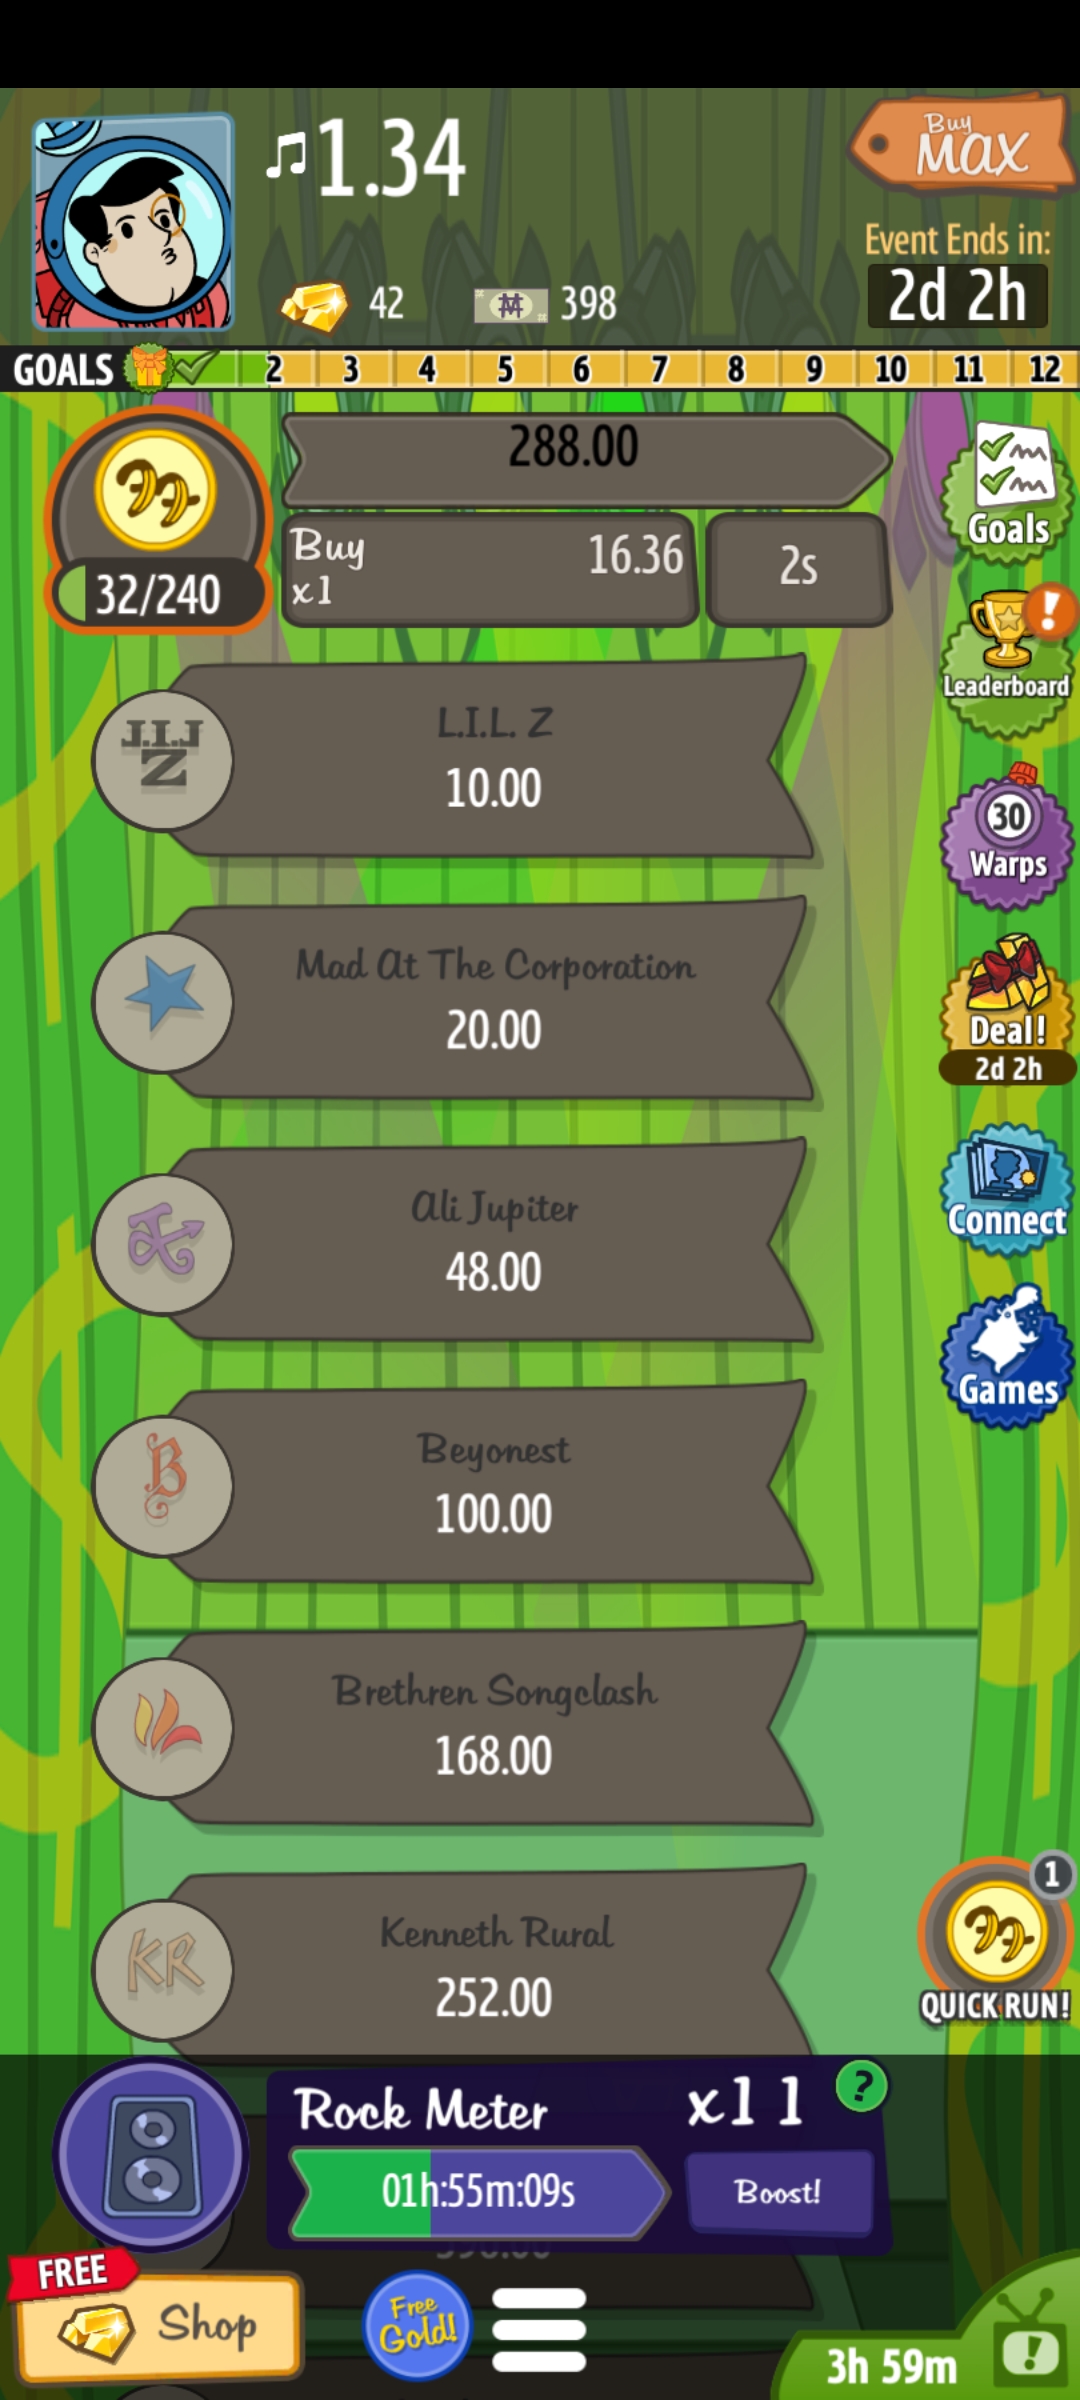 1.34
Buy
Max
42
398
Event Ends in:
2d 2h
GOALS
2 3 4 5 6 7 8 9 10 11 12
288.00
32/240
Buy
x1
16.36
2s
Goals
Leaderboard
L.I.L. Z
L.I.L. Z
10.00
30
Warps
Mad At The Corporation
20.00
Deal!
2d 2h
Ali Jupiter
48.00
Connect
Beyonest
B
100.00
Games
Brethren Songclash
168.00
KR
Kenneth Rural
252.00
1
QUICK RUN!
Rock Meter
x11
?
01h:55m:09s
Boost!
FREE
Shop
Free
Gold!
3h 59m